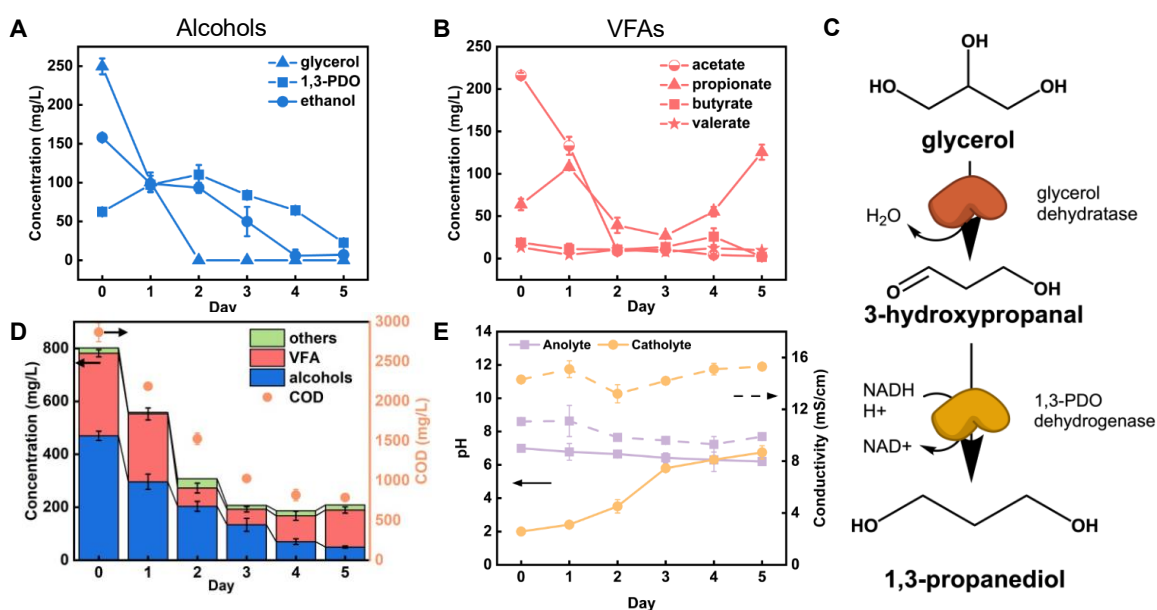 A
Alcohols
Concentration (mg/L)
250
200
150
100
50
0
glycerol
1,3-PDO
ethanol
0 1 2 3 4 5
Day
B
VFAs
Concentration (mg/L)
250
200
150
100
50
0
acetate
propionate
butyrate
valerate
0 1 2 3 4 5
Day
C
OH
HO
OH
glycerol
glycerol
dehydratase
H2O
O
OH
3-hydroxypropanal
NADH
H+
NAD+
1,3-PDO
dehydrogenase
HO
OH
1,3-propanediol
D
Concentration (mg/L)
800
600
400
200
0
others
VFA
alcohols
COD
3000
2500
2000
1500
1000
500
0
COD (mg/L)
0 1 2 3 4 5
Day
E
pH
14
12
10
8
6
4
2
0
Anolyte
Catholyte
16
12
8
4
0
Conductivity (mS/cm)
0 1 2 3 4 5
Day